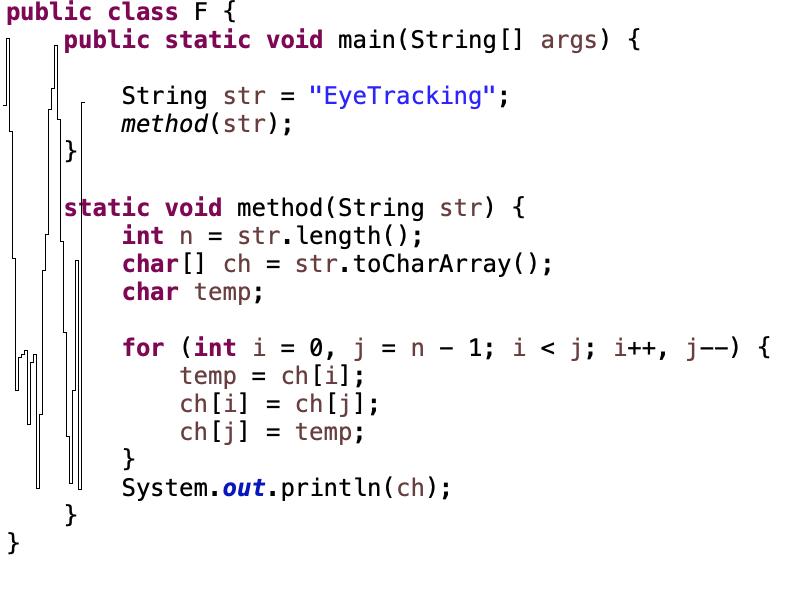 public class F {
    public static void main(String[] args) {
        String str = "EyeTracking";
        method(str);
    }
    static void method(String str) {
        int n = str.length();
        char[] ch = str.toCharArray();
        char temp;
        for (int i = 0, j = n - 1; i < j; i++, j--) {
            temp = ch[i];
            ch[i] = ch[j];
            ch[j] = temp;
        }
        System.out.println(ch);
    }
}